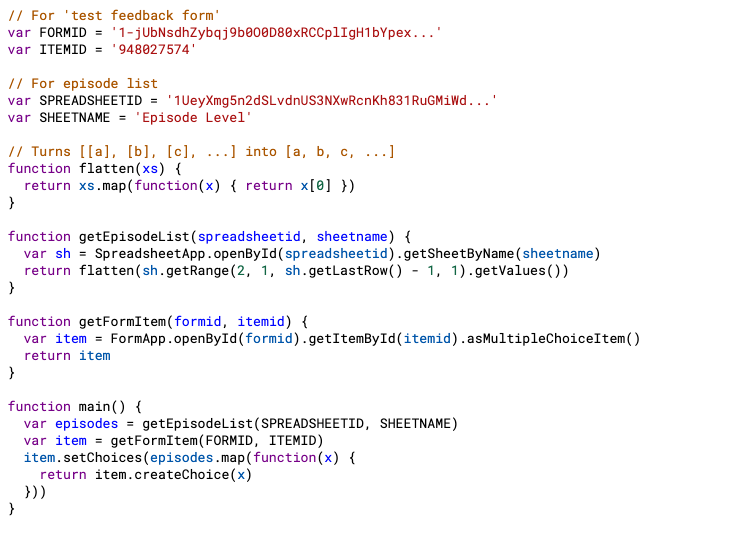 // For 'test feedback form'
var FORMID = '1-jUbNsdhZybqj9b0O0D80xRCCplIgH1bYpex...'
var ITEMID = '948027574'
// For episode list
var SPREADSHEETID = '1UeyXmg5n2dSLvdnUS3NXwRcnKh831RuGMiWd...'
var SHEETNAME = 'Episode Level'
// Turns [[a], [b], [c], ...] into [a, b, c, ...]
function flatten(xs) {
  return xs.map(function(x) { return x[0] })
}
function getEpisodeList(spreadsheetid, sheetname) {
  var sh = SpreadsheetApp.openById(spreadsheetid).getSheetByName(sheetname)
  return flatten(sh.getRange(2, 1, sh.getLastRow() - 1, 1).getValues())
}
function getFormItem(formid, itemid) {
  var item = FormApp.openById(formid).getItemById(itemid).asMultipleChoiceItem()
  return item
}
function main() {
  var episodes = getEpisodeList(SPREADSHEETID, SHEETNAME)
  var item = getFormItem(FORMID, ITEMID)
  item.setChoices(episodes.map(function(x) {
    return item.createChoice(x)
  }))
}